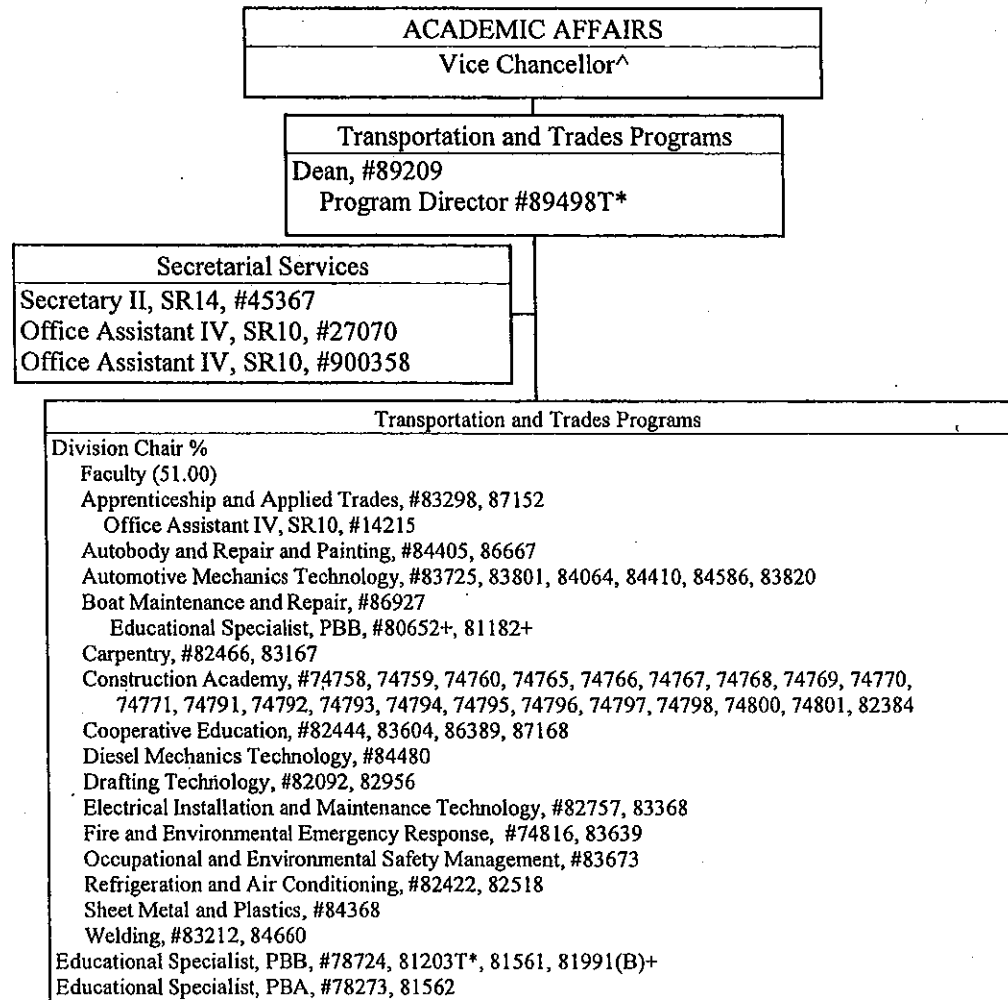 ACADEMIC AFFAIRS
Vice Chancellor^
Transportation and Trades Programs
Dean, #89209
Program Director #89498T*
Secretarial Services
Secretary II, SR14, #45367
Office Assistant IV, SR10, #27070
Office Assistant IV, SR10, #900358
Transportation and Trades Programs
Division Chair %
Faculty (51.00)
Apprenticeship and Applied Trades, #83298, 87152
Office Assistant IV, SR10, #14215
Autobody and Repair and Painting, #84405, 86667
Automotive Mechanics Technology, #83725, 83801, 84064, 84410, 84586, 83820
Boat Maintenance and Repair, #86927
Educational Specialist, PBB, #80652+, 81182+
Carpentry, #82466, 83167
Construction Academy, #74758, 74759, 74760, 74765, 74766, 74767, 74768, 74769, 74770,
74771, 74791, 74792, 74793, 74794, 74795, 74796, 74797, 74798, 74800, 74801, 82384
Cooperative Education, #82444, 83604, 86389, 87168
Diesel Mechanics Technology, #84480
Drafting Technology, #82092, 82956
Electrical Installation and Maintenance Technology, #82757, 83368
Fire and Environmental Emergency Response, #74816, 83639
Occupational and Environmental Safety Management, #83673
Refrigeration and Air Conditioning, #82422, 82518
Sheet Metal and Plastics, #84368
Welding, #83212, 84660
Educational Specialist, PBB, #78724, 81203T*, 81561, 81991(B)+
Educational Specialist, PBA, #78273, 81562